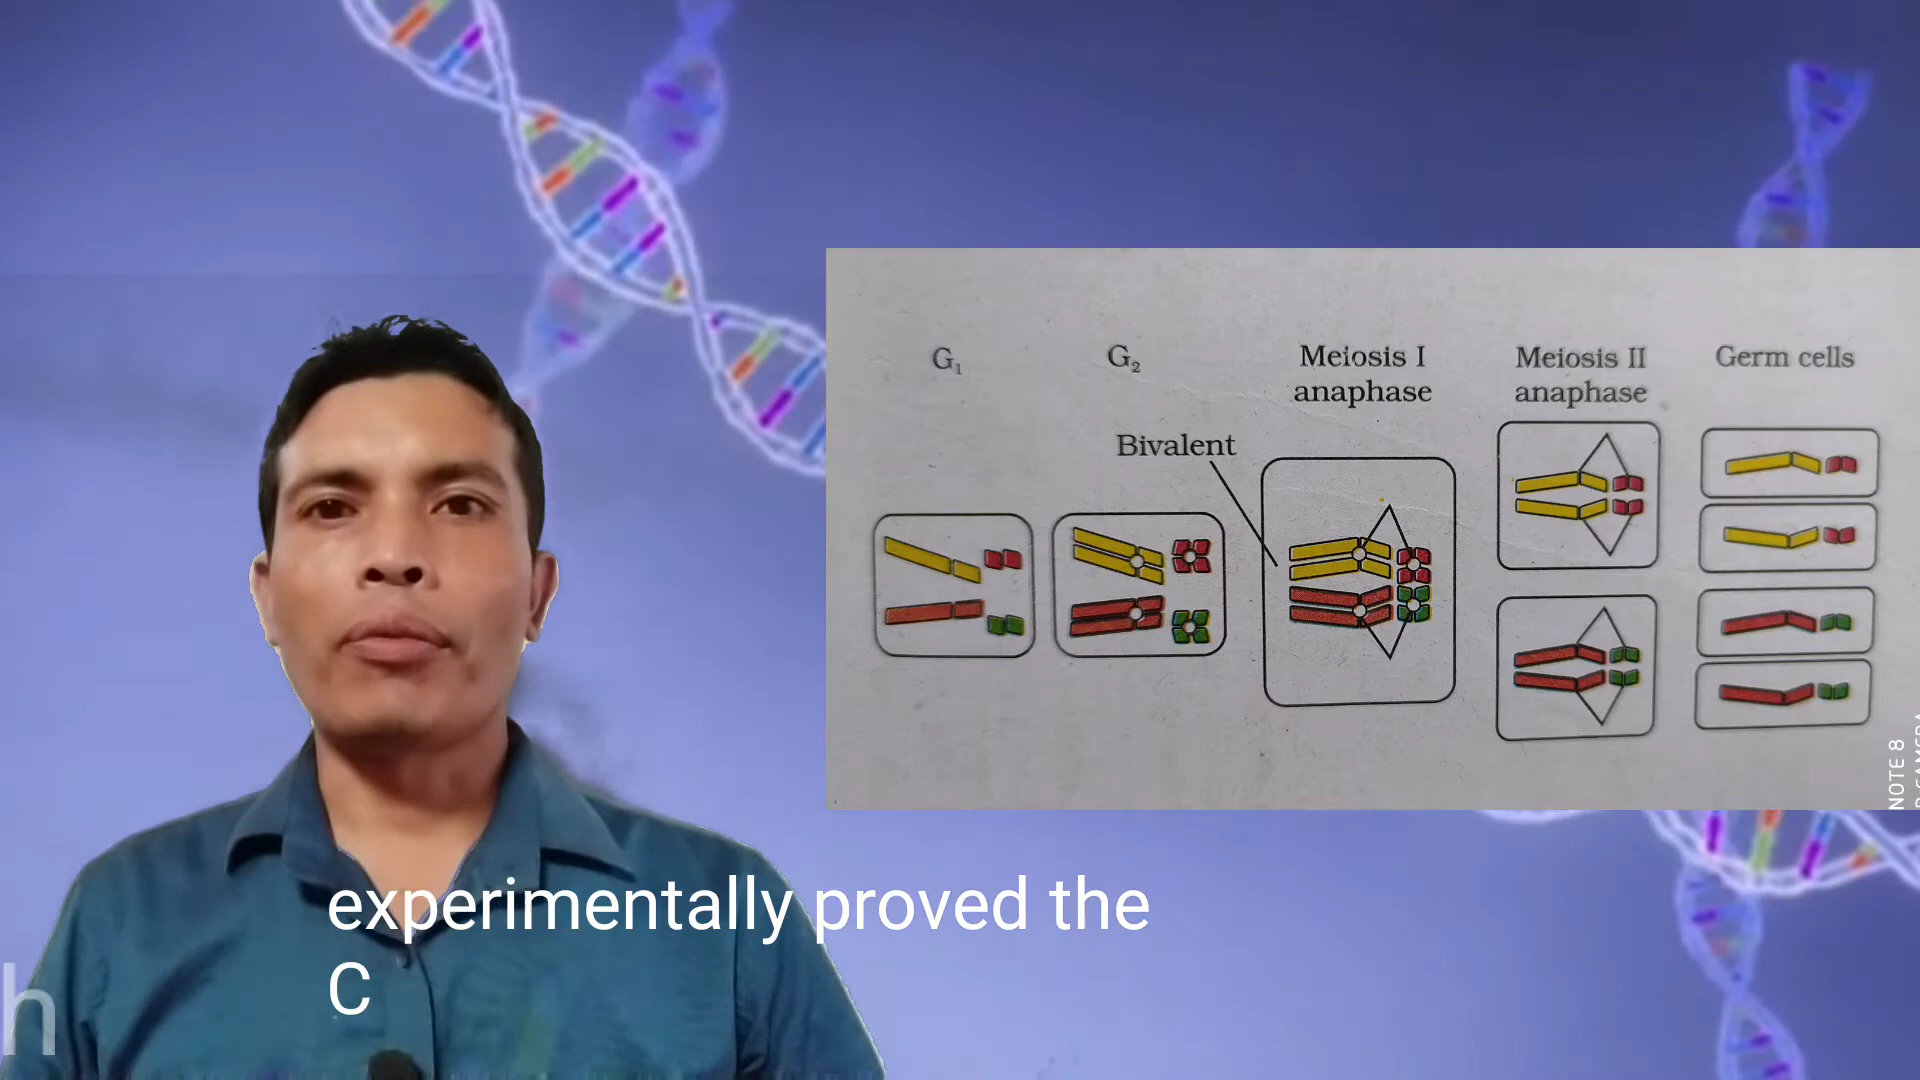 G₁
G₂
Meiosis I
anaphase
Meiosis II
anaphase
Germ cells
Bivalent
experimentally proved the
C
h
NOTE 8